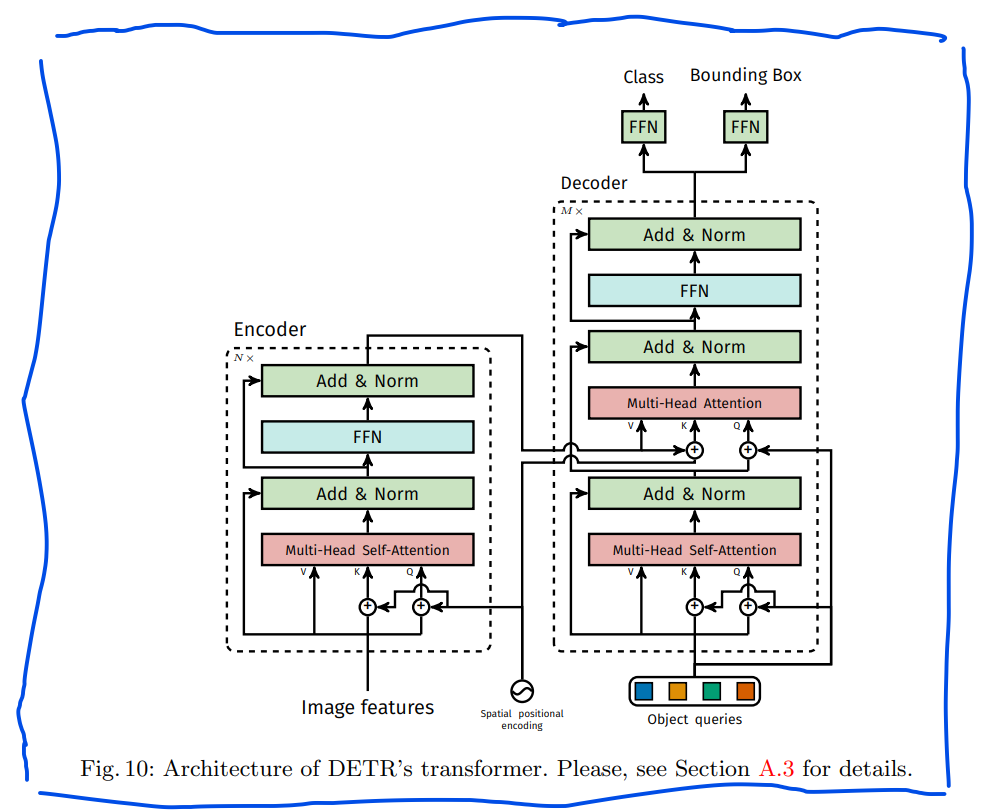 Class Bounding Box
FFN FFN
Decoder
M ×
Add & Norm
FFN
Add & Norm
Multi-Head Attention
V K Q
Add & Norm
Multi-Head Self-Attention
V K Q
Encoder
N ×
Add & Norm
FFN
Add & Norm
Multi-Head Self-Attention
V K Q
Image features
Spatial positional
encoding
Object queries
Fig. 10: Architecture of DETR's transformer. Please, see Section A.3 for details.